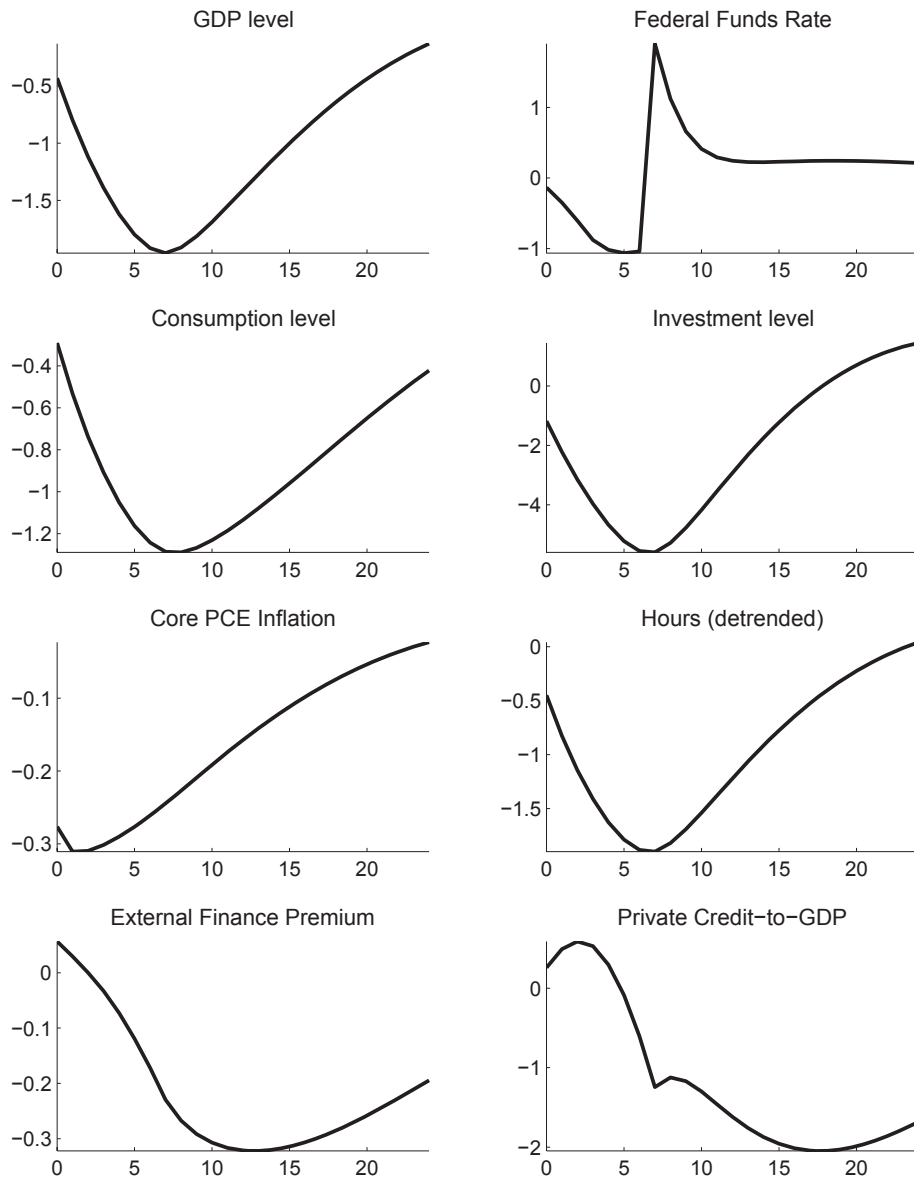 GDP level
−0.5
−1
−1.5
0 5 10 15 20
Federal Funds Rate
1
0
−1
0 5 10 15 20
Consumption level
−0.4
−0.6
−0.8
−1
−1.2
0 5 10 15 20
Investment level
0
−2
−4
0 5 10 15 20
Core PCE Inflation
−0.1
−0.2
−0.3
0 5 10 15 20
Hours (detrended)
0
−0.5
−1
−1.5
0 5 10 15 20
External Finance Premium
0
−0.1
−0.2
−0.3
0 5 10 15 20
Private Credit−to−GDP
0
−1
−2
0 5 10 15 20